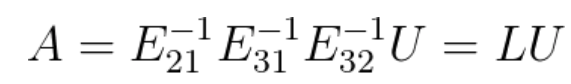 A = E_{21}^{-1} E_{31}^{-1} E_{32}^{-1} U = LU